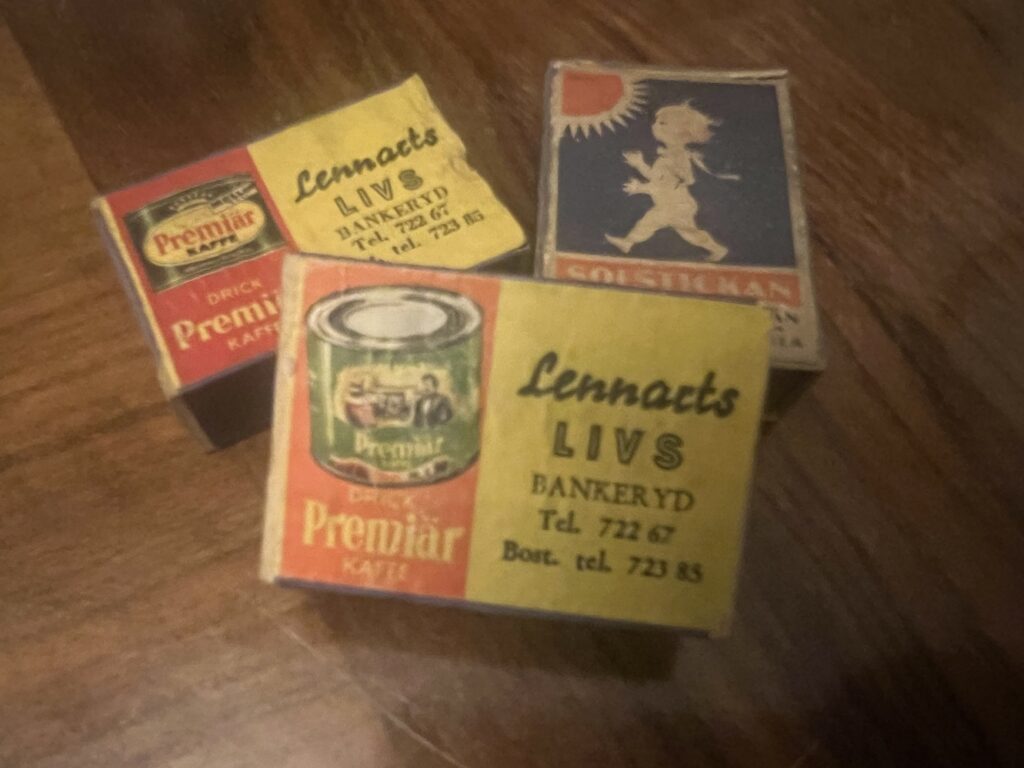 Premiär
KAFFE
DRICK
Premiär
KAFFE
Lennarts
LIVS
BANKERYD
Tel. 722 67
tel. 723 85
SOLSTICKAN
Premiär
DRICK
Premiär
KAFFE
Lennarts
LIVS
BANKERYD
Tel. 722 67
Bost. tel. 723 85